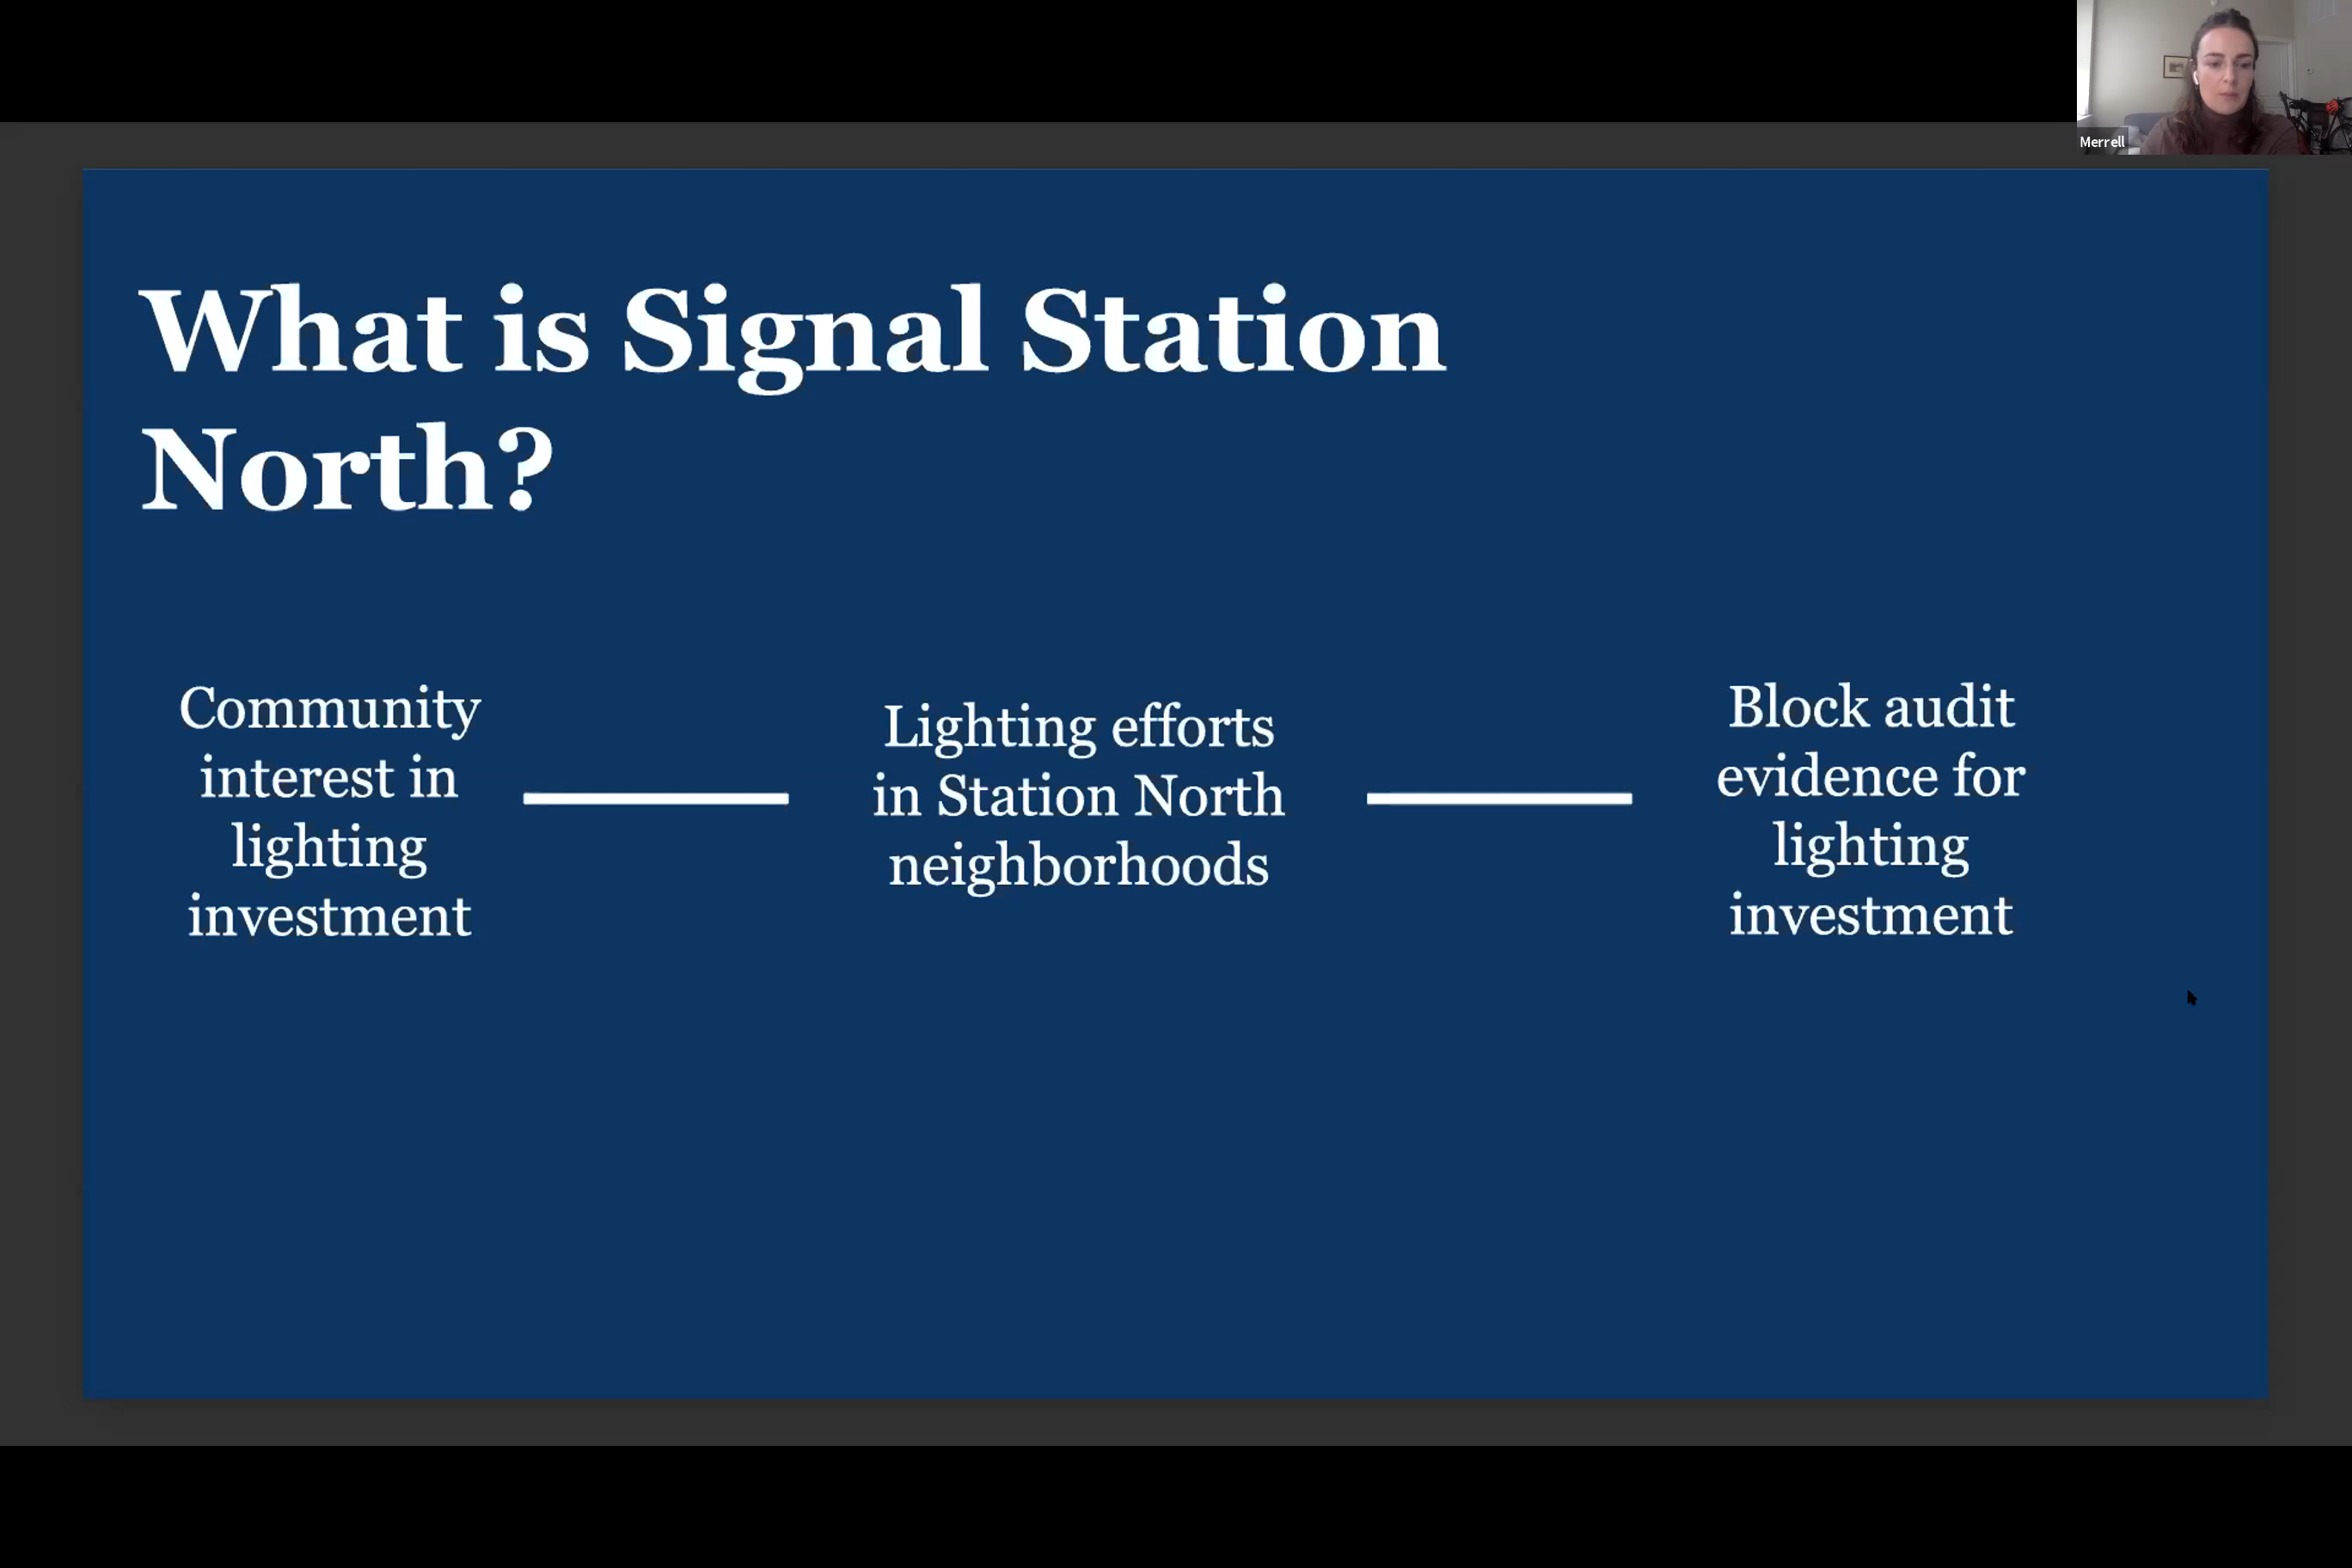 Merrell
What is Signal Station
North?
Community
interest in
lighting
investment
Lighting efforts
in Station North
neighborhoods
Block audit
evidence for
lighting
investment